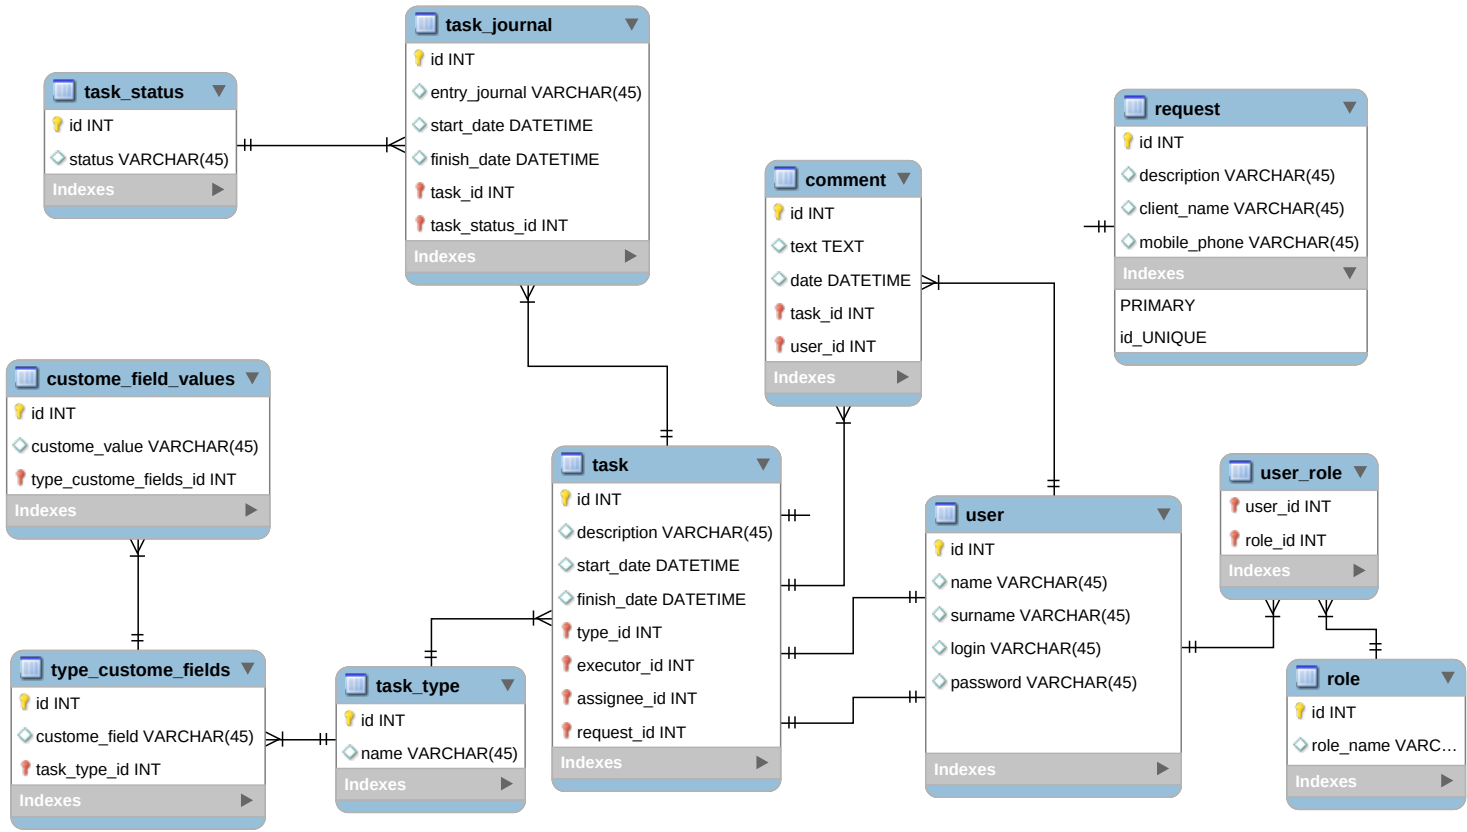 task_journal
id INT
entry_journal VARCHAR(45)
start_date DATETIME
finish_date DATETIME
task_id INT
task_status_id INT
Indexes
task_status
id INT
status VARCHAR(45)
Indexes
request
id INT
description VARCHAR(45)
client_name VARCHAR(45)
mobile_phone VARCHAR(45)
Indexes
PRIMARY
id_UNIQUE
comment
id INT
text TEXT
date DATETIME
task_id INT
user_id INT
Indexes
custome_field_values
id INT
custome_value VARCHAR(45)
type_custome_fields_id INT
Indexes
task
id INT
description VARCHAR(45)
start_date DATETIME
finish_date DATETIME
type_id INT
executor_id INT
assignee_id INT
request_id INT
Indexes
user
id INT
name VARCHAR(45)
surname VARCHAR(45)
login VARCHAR(45)
password VARCHAR(45)
Indexes
user_role
user_id INT
role_id INT
Indexes
type_custome_fields
id INT
custome_field VARCHAR(45)
task_type_id INT
Indexes
task_type
id INT
name VARCHAR(45)
Indexes
role
id INT
role_name VARC...
Indexes